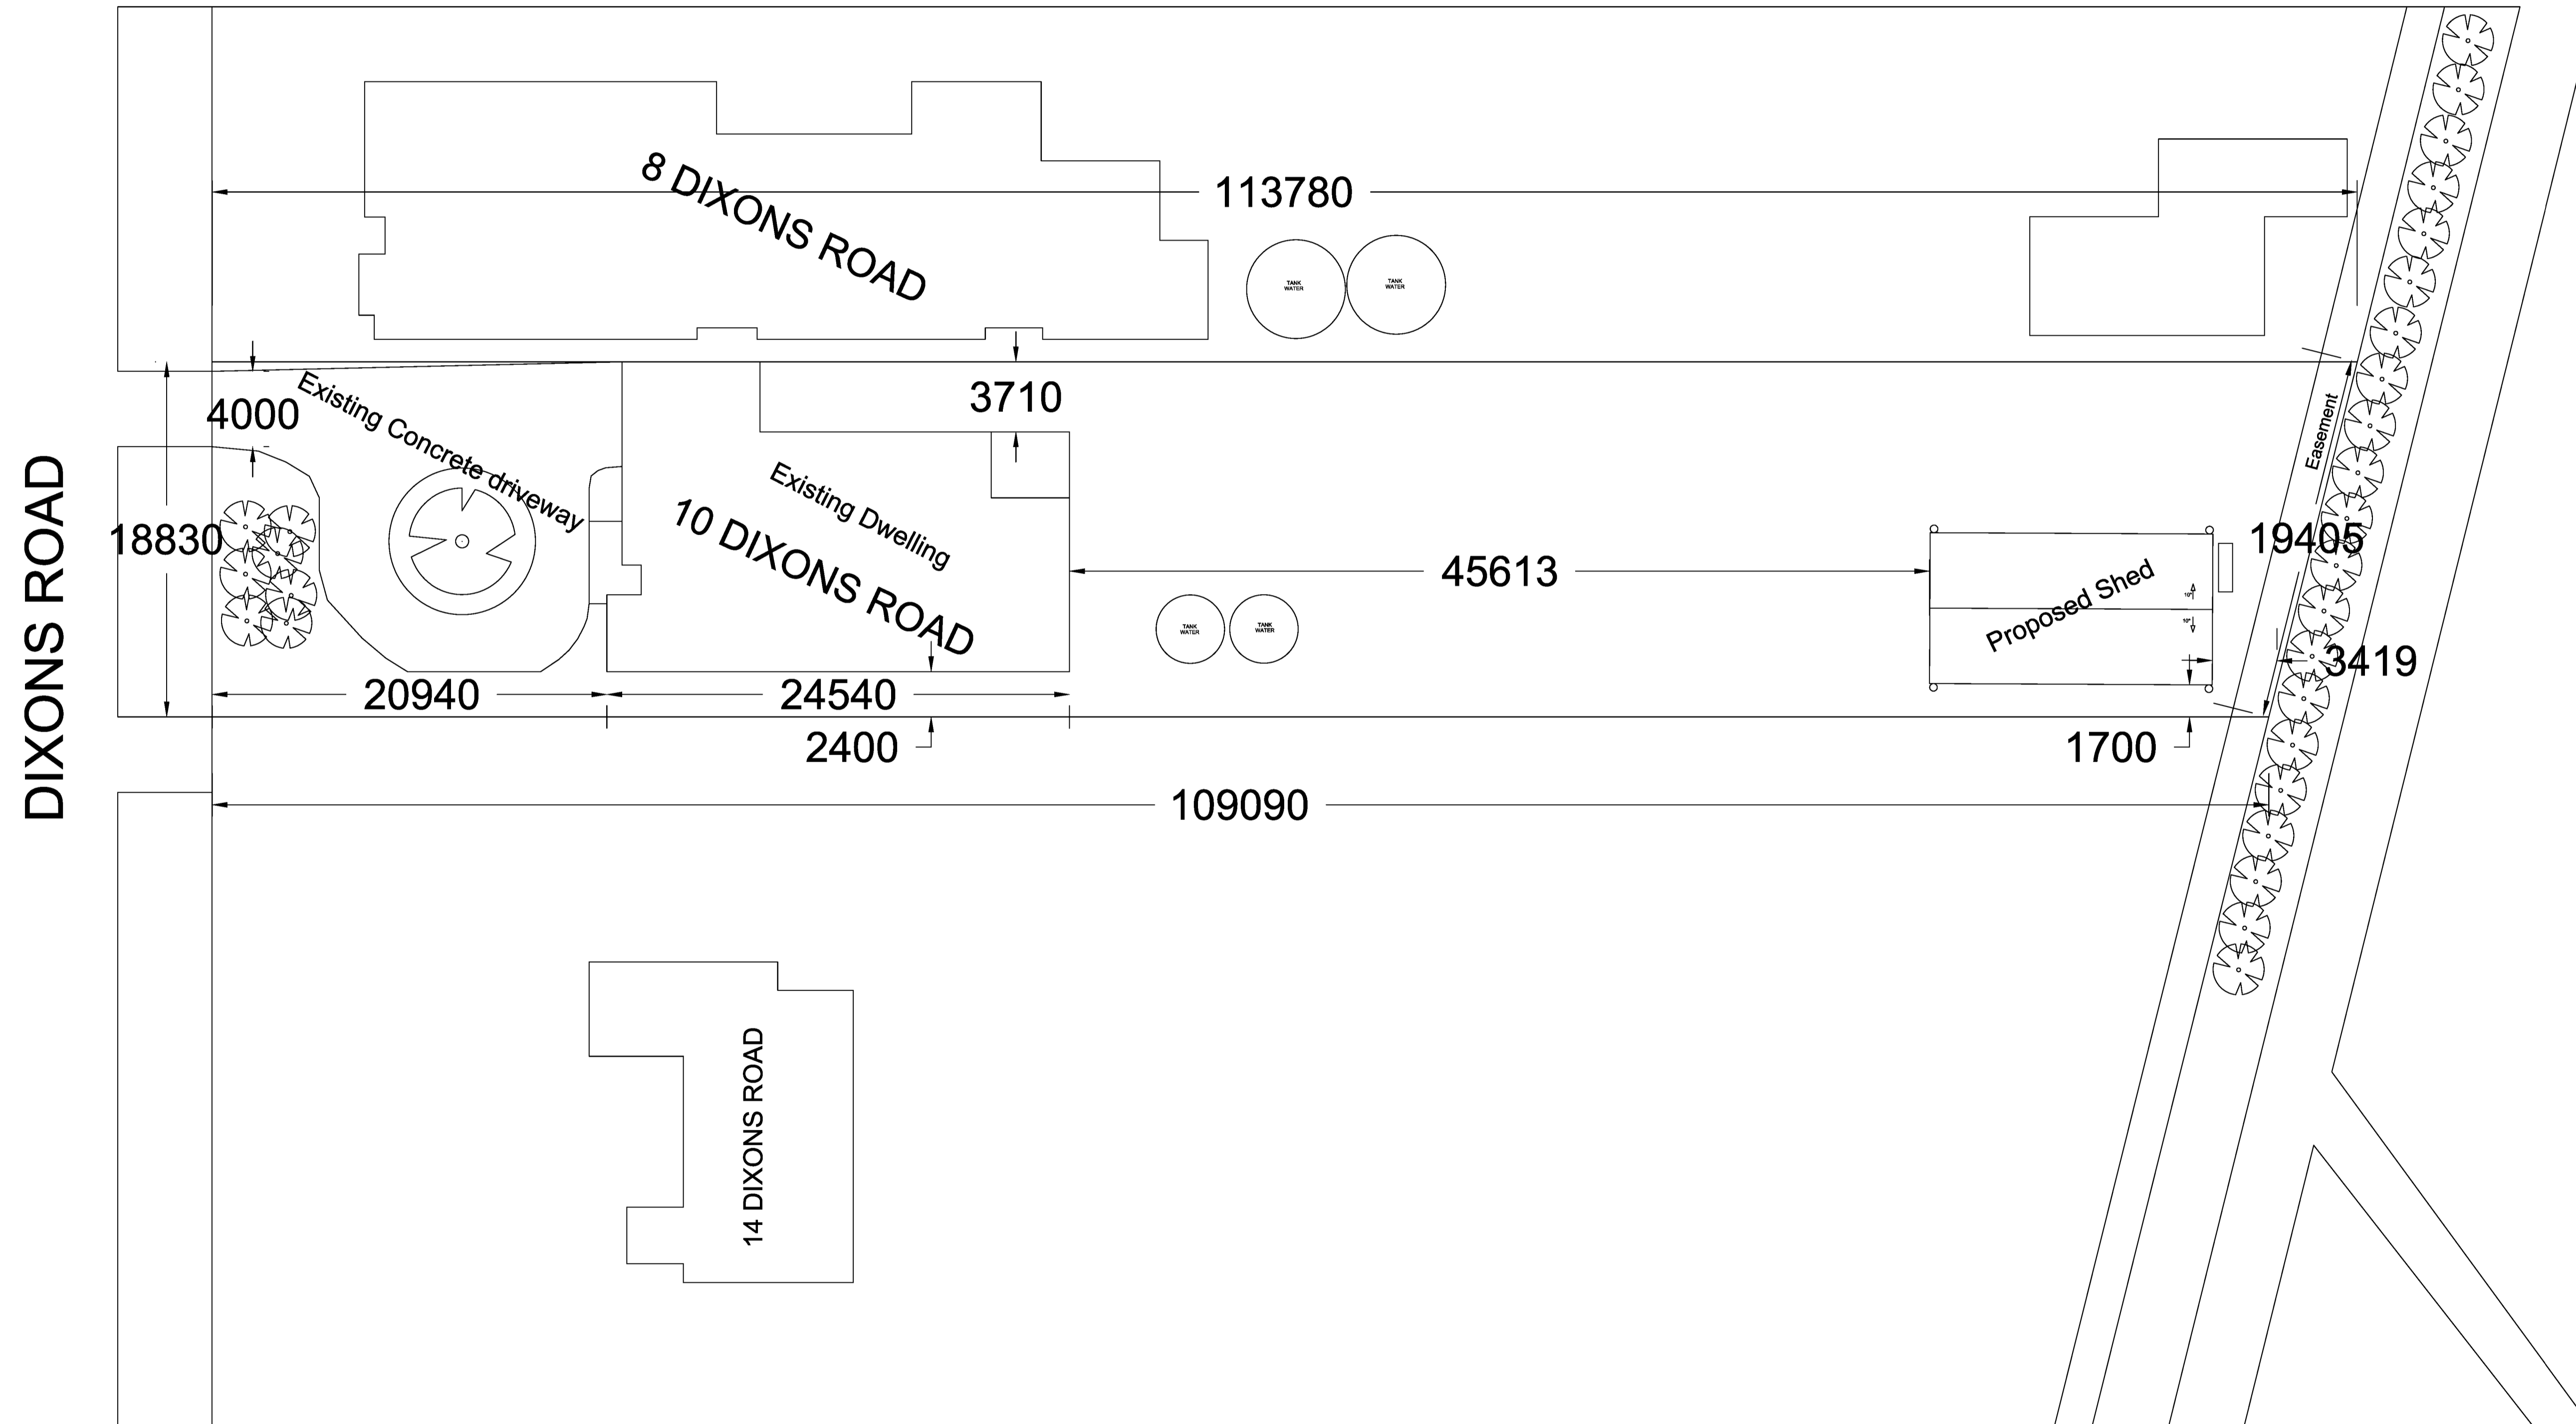 8 DIXONS ROAD
113780
TANK
WATER
TANK
WATER
3710
4000
Existing Concrete driveway
Easement
DIXONS ROAD
18830
Existing Dwelling
10 DIXONS ROAD
45613
19405
Proposed Shed
10°
10°
TANK
WATER
TANK
WATER
3419
20940
24540
2400
1700
109090
14 DIXONS ROAD